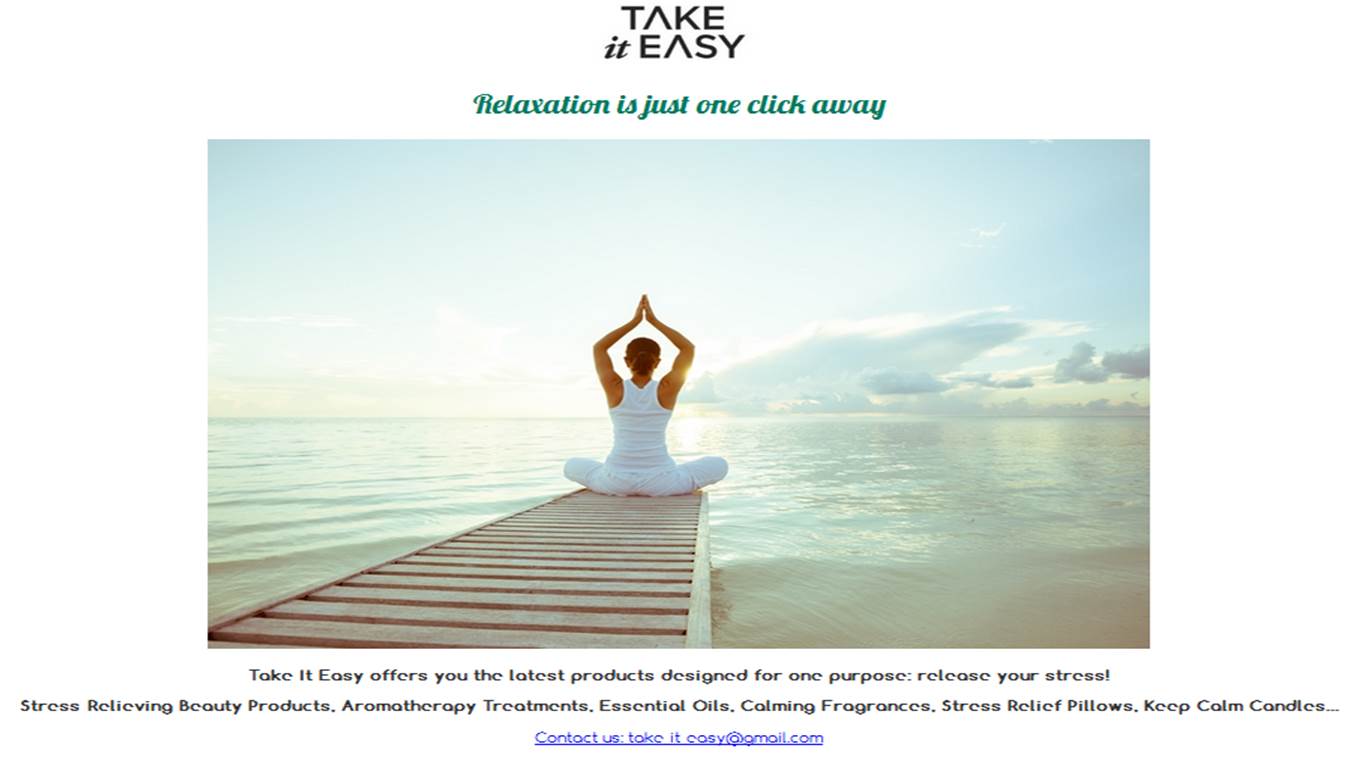 TAKE
it EASY
Relaxation is just one click away
Take It Easy offers you the latest products designed for one purpose: release your stress!
Stress Relieving Beauty Products, Aromatherapy Treatments, Essential Oils, Calming Fragrances, Stress Relief Pillows, Keep Calm Candles...
Contact us: take_it_easy@gmail.com